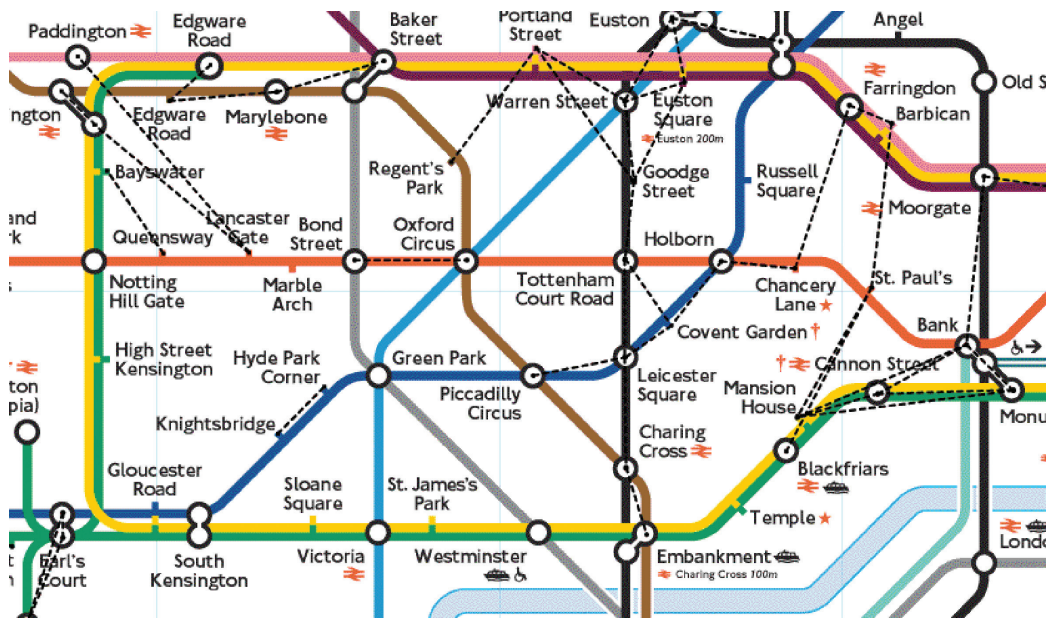 Paddington
Edgware
Road
Baker
Street
Portland
Street
Euston
Angel
Old S
ngton
Edgware
Road
Marylebone
Warren Street
Euston
Square
Euston 200m
Farringdon
Barbican
Bayswater
Regent's
Park
Goodge
Street
Russell
Square
Moorgate
and
rk
Queensway
Lancaster
Gate
Bond
Street
Oxford
Circus
Holborn
Notting
Hill Gate
Marble
Arch
Tottenham
Court Road
Chancery
Lane
St. Paul's
Bank
High Street
Kensington
Hyde Park
Corner
Green Park
Covent Garden †
† Cannon Street
ton
pia)
Knightsbridge
Piccadilly
Circus
Leicester
Square
Mansion
House
Monu
Charing
Cross
Gloucester
Road
Sloane
Square
St. James's
Park
Blackfriars
Temple
Earl's
Court
South
Kensington
Victoria
Westminster
Embankment
Charing Cross 100m
Londo